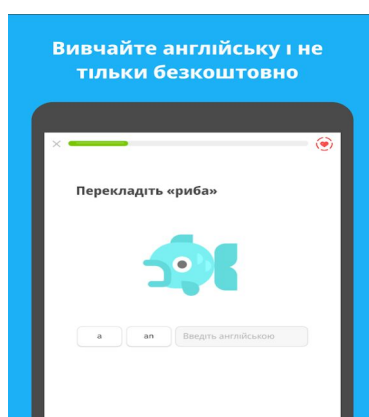 Вивчайте англійську і не
тільки безкоштовно
Перекладіть «риба»
a
an
Введіть англійською